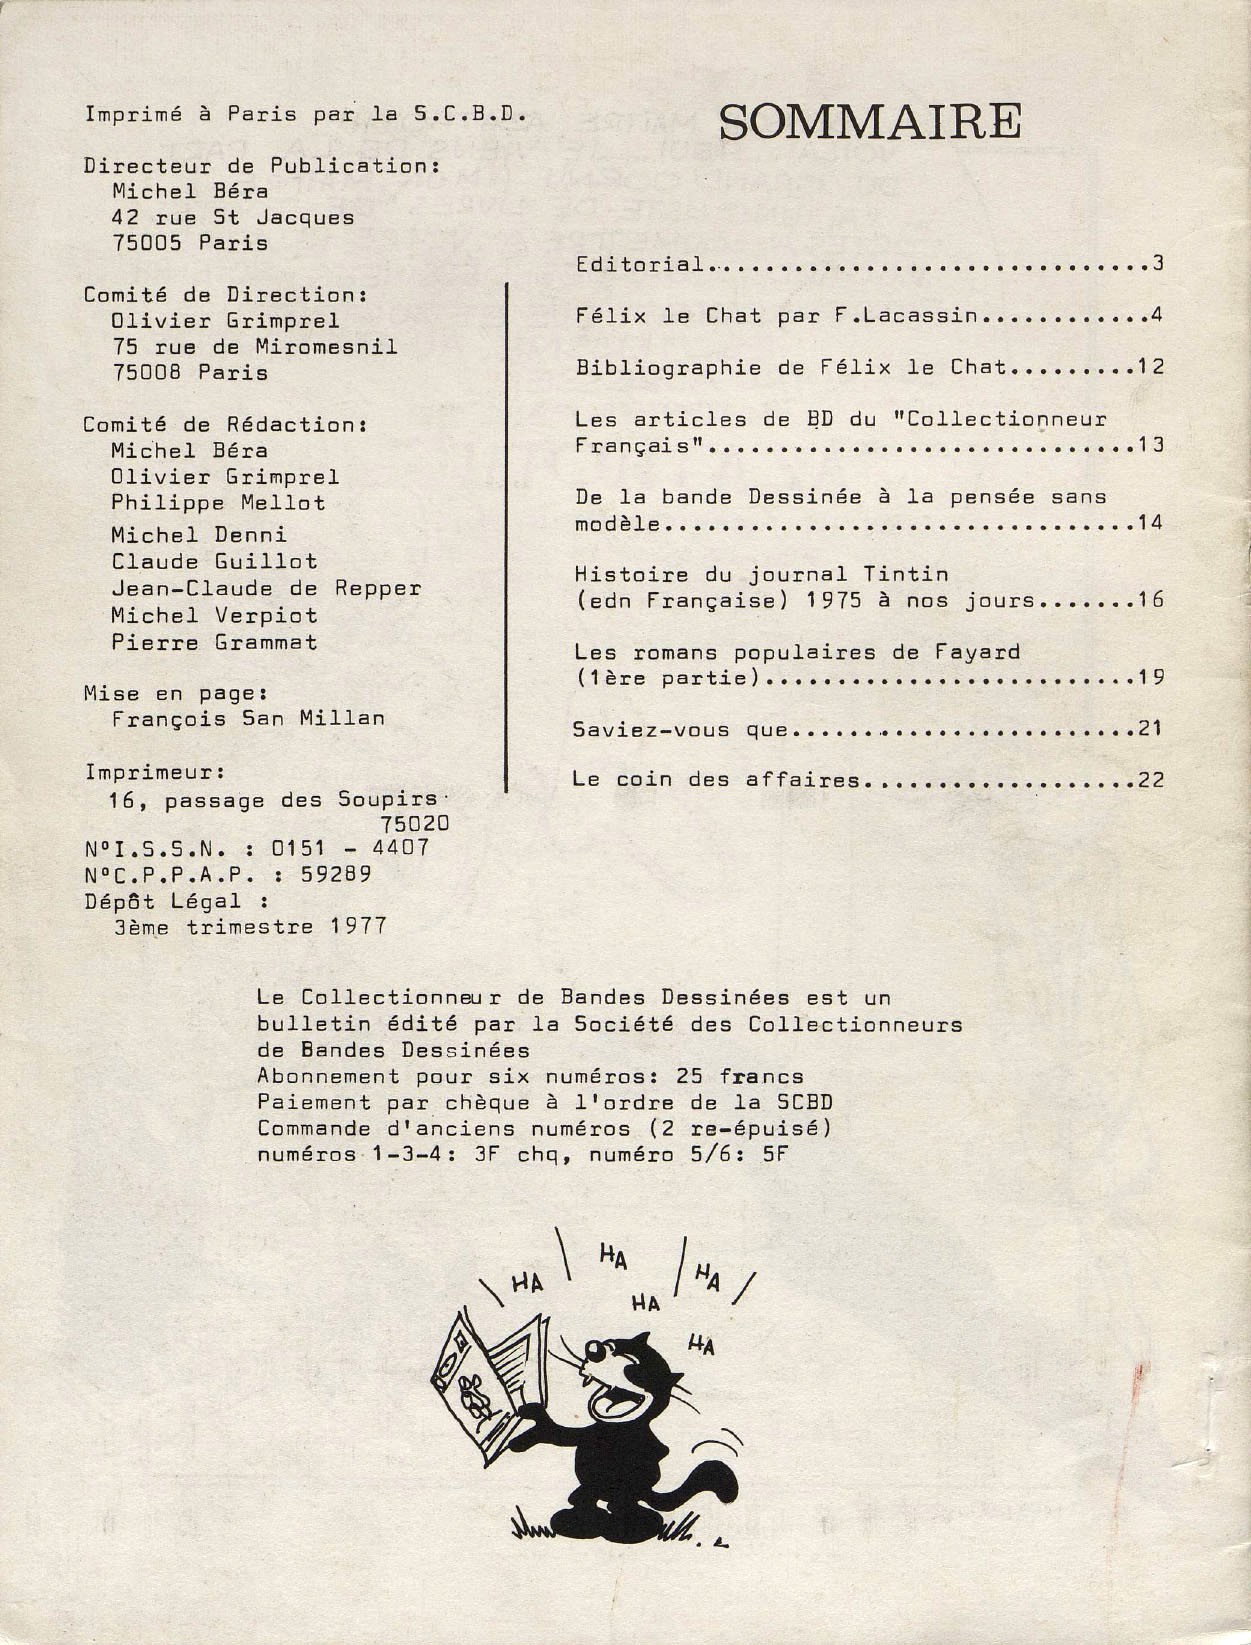 Imprimé à Paris par la S.C.B.D.
Directeur de Publication:
Michel Béra
42 rue St Jacques
75005 Paris
Comité de Direction:
Olivier Grimprel
75 rue de Miromesnil
75008 Paris
Comité de Rédaction:
Michel Béra
Olivier Grimprel
Philippe Mellot
Michel Denni
Claude Guillot
Jean-Claude de Repper
Michel Verpiot
Pierre Grammat
Mise en page:
François San Millan
Imprimeur:
16, passage des Soupirs
75020
N°I.S.S.N. : 0151 - 4407
N°C.P.P.A.P. : 59289
Dépôt Légal :
3ème trimestre 1977
SOMMAIRE
Editorial...............................3
Félix le Chat par F.Lacassin............4
Bibliographie de Félix le Chat.........12
Les articles de BD du "Collectionneur
Français"..............................13
De la bande Dessinée à la pensée sans
modèle.................................14
Histoire du journal Tintin
(edn Française) 1975 à nos jours.......16
Les romans populaires de Fayard
(1ère partie)..........................19
Saviez-vous que........................21
Le coin des affaires...................22
Le Collectionneur de Bandes Dessinées est un
bulletin édité par la Société des Collectionneurs
de Bandes Dessinées
Abonnement pour six numéros: 25 francs
Paiement par chèque à l'ordre de la SCBD
Commande d'anciens numéros (2 re-épuisé)
numéros 1-3-4: 3F chq, numéro 5/6: 5F
HA
HA
HA
HA
HA